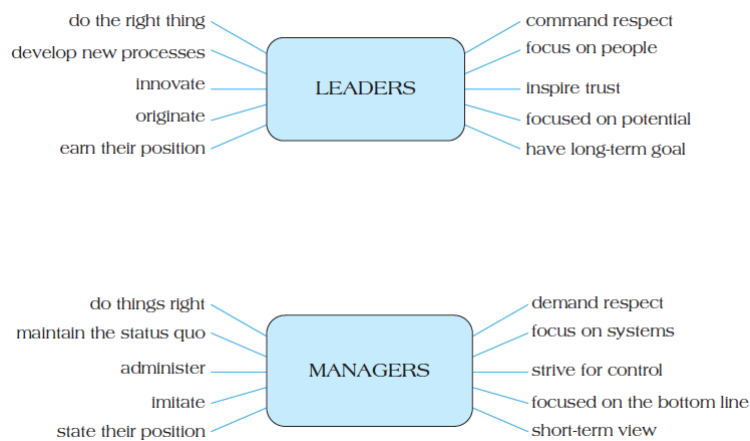 do the right thing
develop new processes
innovate
originate
earn their position
LEADERS
command respect
focus on people
inspire trust
focused on potential
have long-term goal
do things right
maintain the status quo
administer
imitate
state their position
MANAGERS
demand respect
focus on systems
strive for control
focused on the bottom line
short-term view